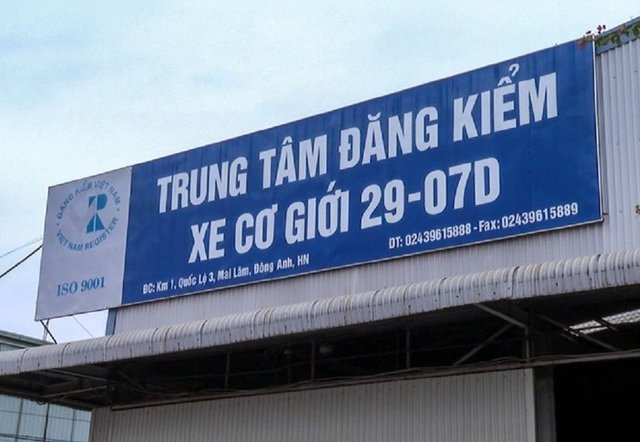 ĐĂNG KIỂM VIỆT NAM
VIETNAM REGISTER
ISO 9001
TRUNG TÂM ĐĂNG KIỂM
XE CƠ GIỚI 29-07D
ĐC: Km 1, Quốc Lộ 3, Mai Lâm, Đông Anh, HN
ĐT: 02439615888 - Fax: 02439615889